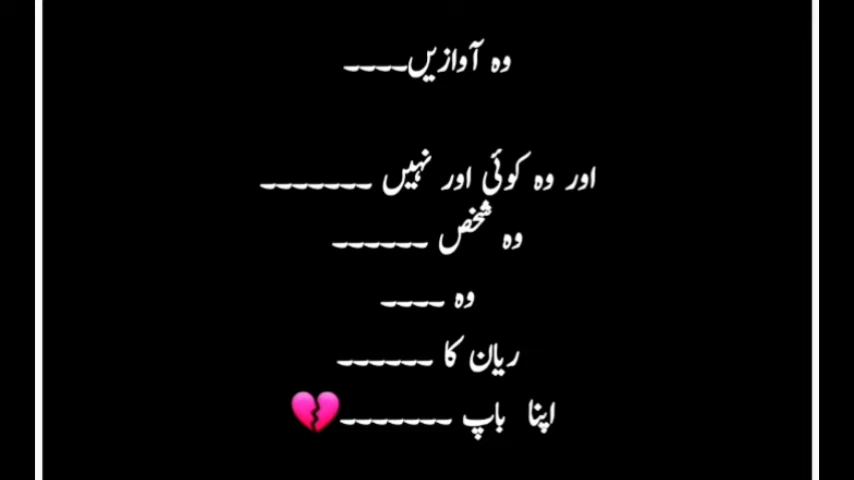 وہ آوازیں۔۔۔۔
اور وہ کوئی اور نہیں ۔۔۔۔۔۔۔
وہ شخص ۔۔۔۔۔۔
وہ ۔۔۔۔
ریان کا ۔۔۔۔۔۔
اپنا باپ ۔۔۔۔۔۔۔💔